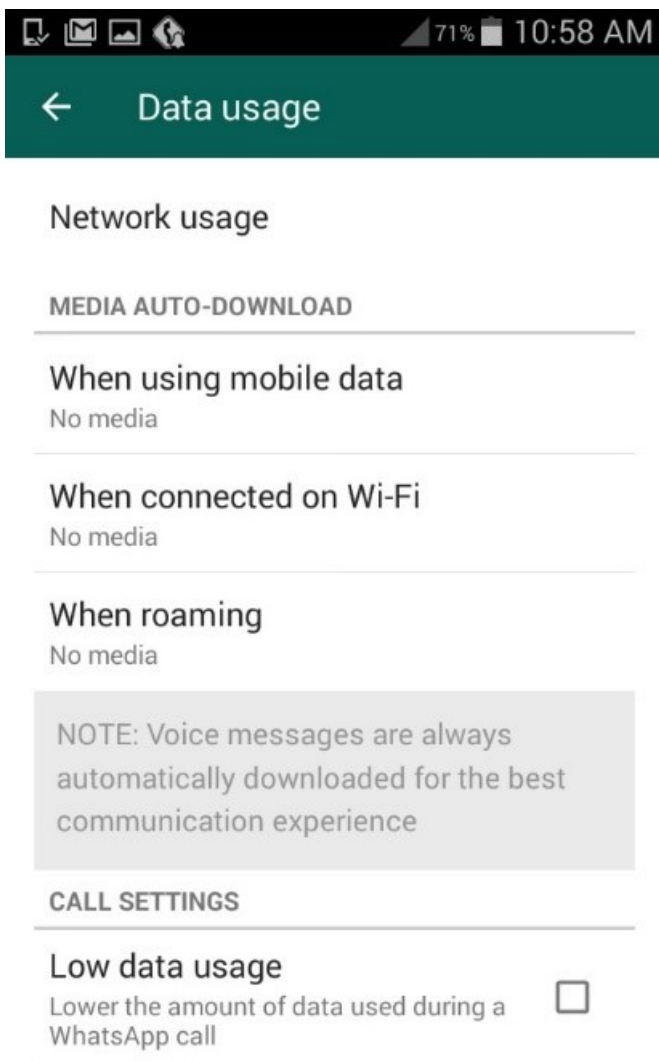 71% 10:58 AM
Data usage
Network usage
MEDIA AUTO-DOWNLOAD
When using mobile data
No media
When connected on Wi-Fi
No media
When roaming
No media
NOTE: Voice messages are always
automatically downloaded for the best
communication experience
CALL SETTINGS
Low data usage
Lower the amount of data used during a
WhatsApp call